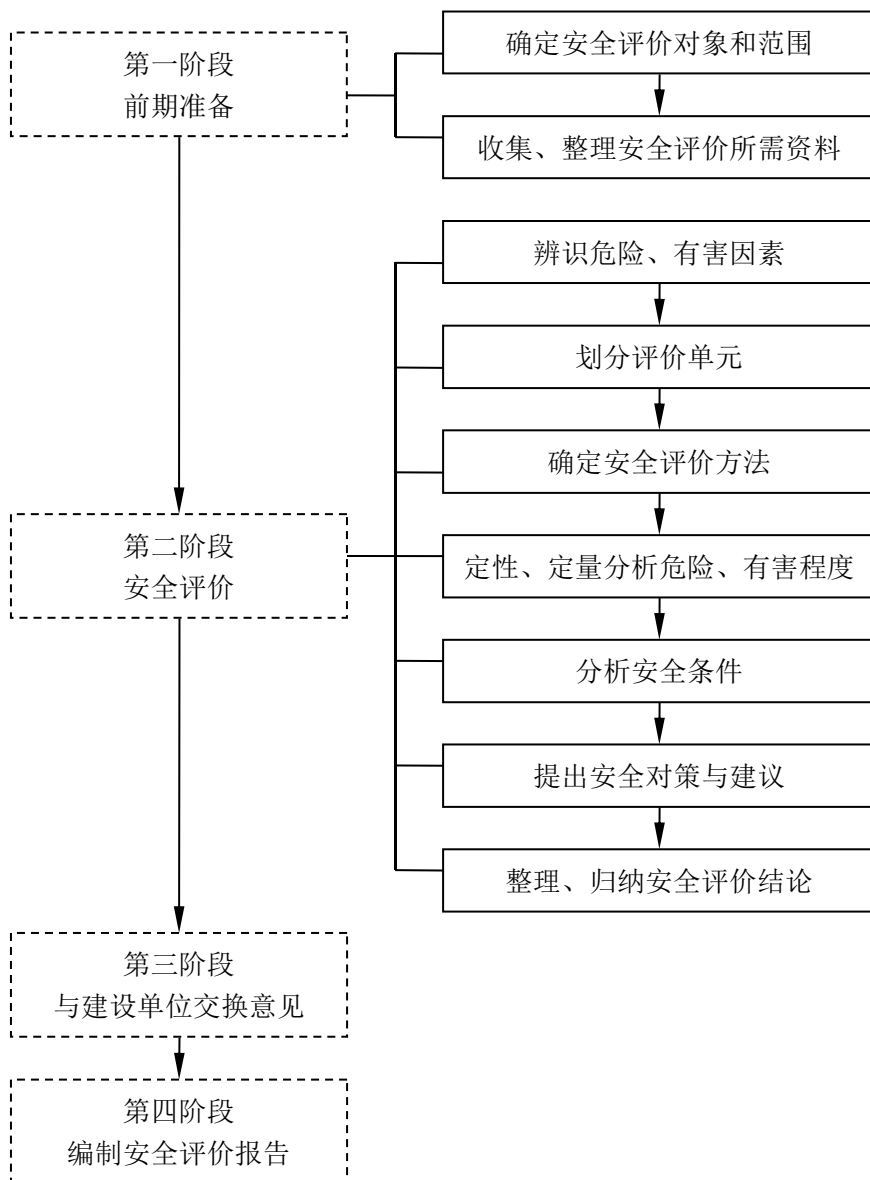 第一阶段
前期准备
确定安全评价对象和范围
收集、整理安全评价所需资料
第二阶段
安全评价
辨识危险、有害因素
划分评价单元
确定安全评价方法
定性、定量分析危险、有害程度
分析安全条件
提出安全对策与建议
整理、归纳安全评价结论
第三阶段
与建设单位交换意见
第四阶段
编制安全评价报告